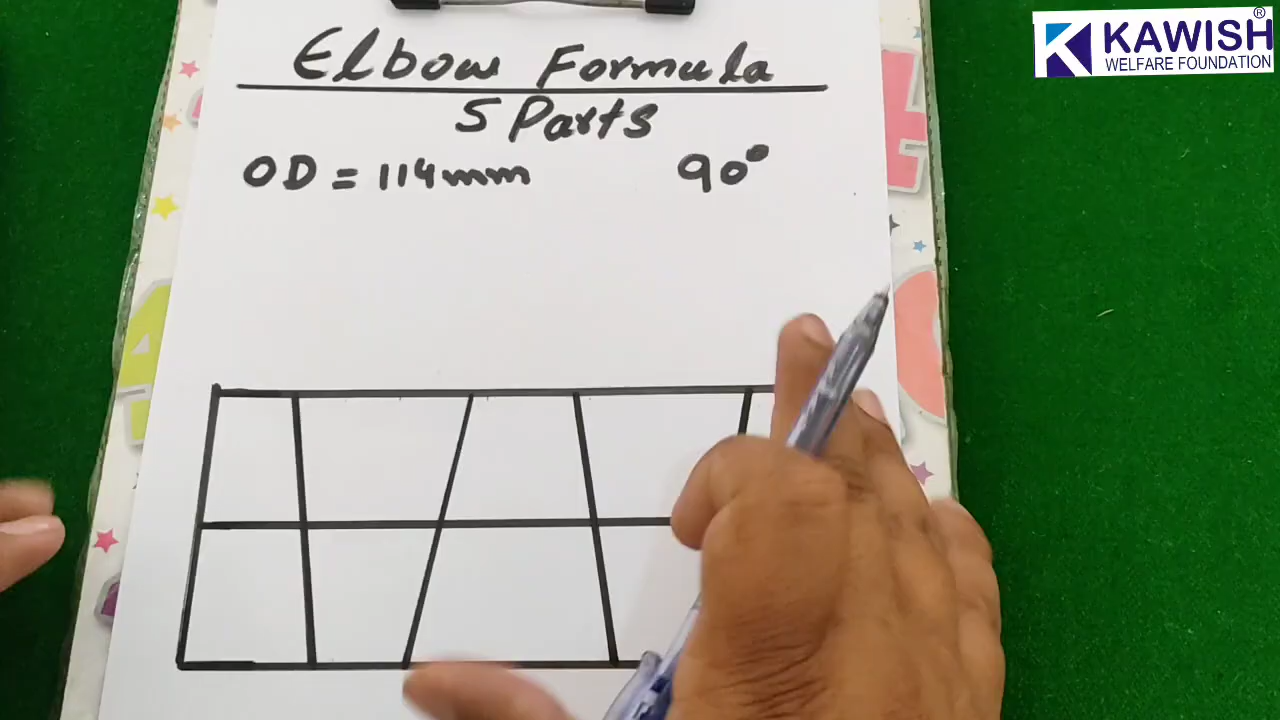 Elbow Formula
5 Parts
OD = 114mm 90°
KAWISH®
WELFARE FOUNDATION